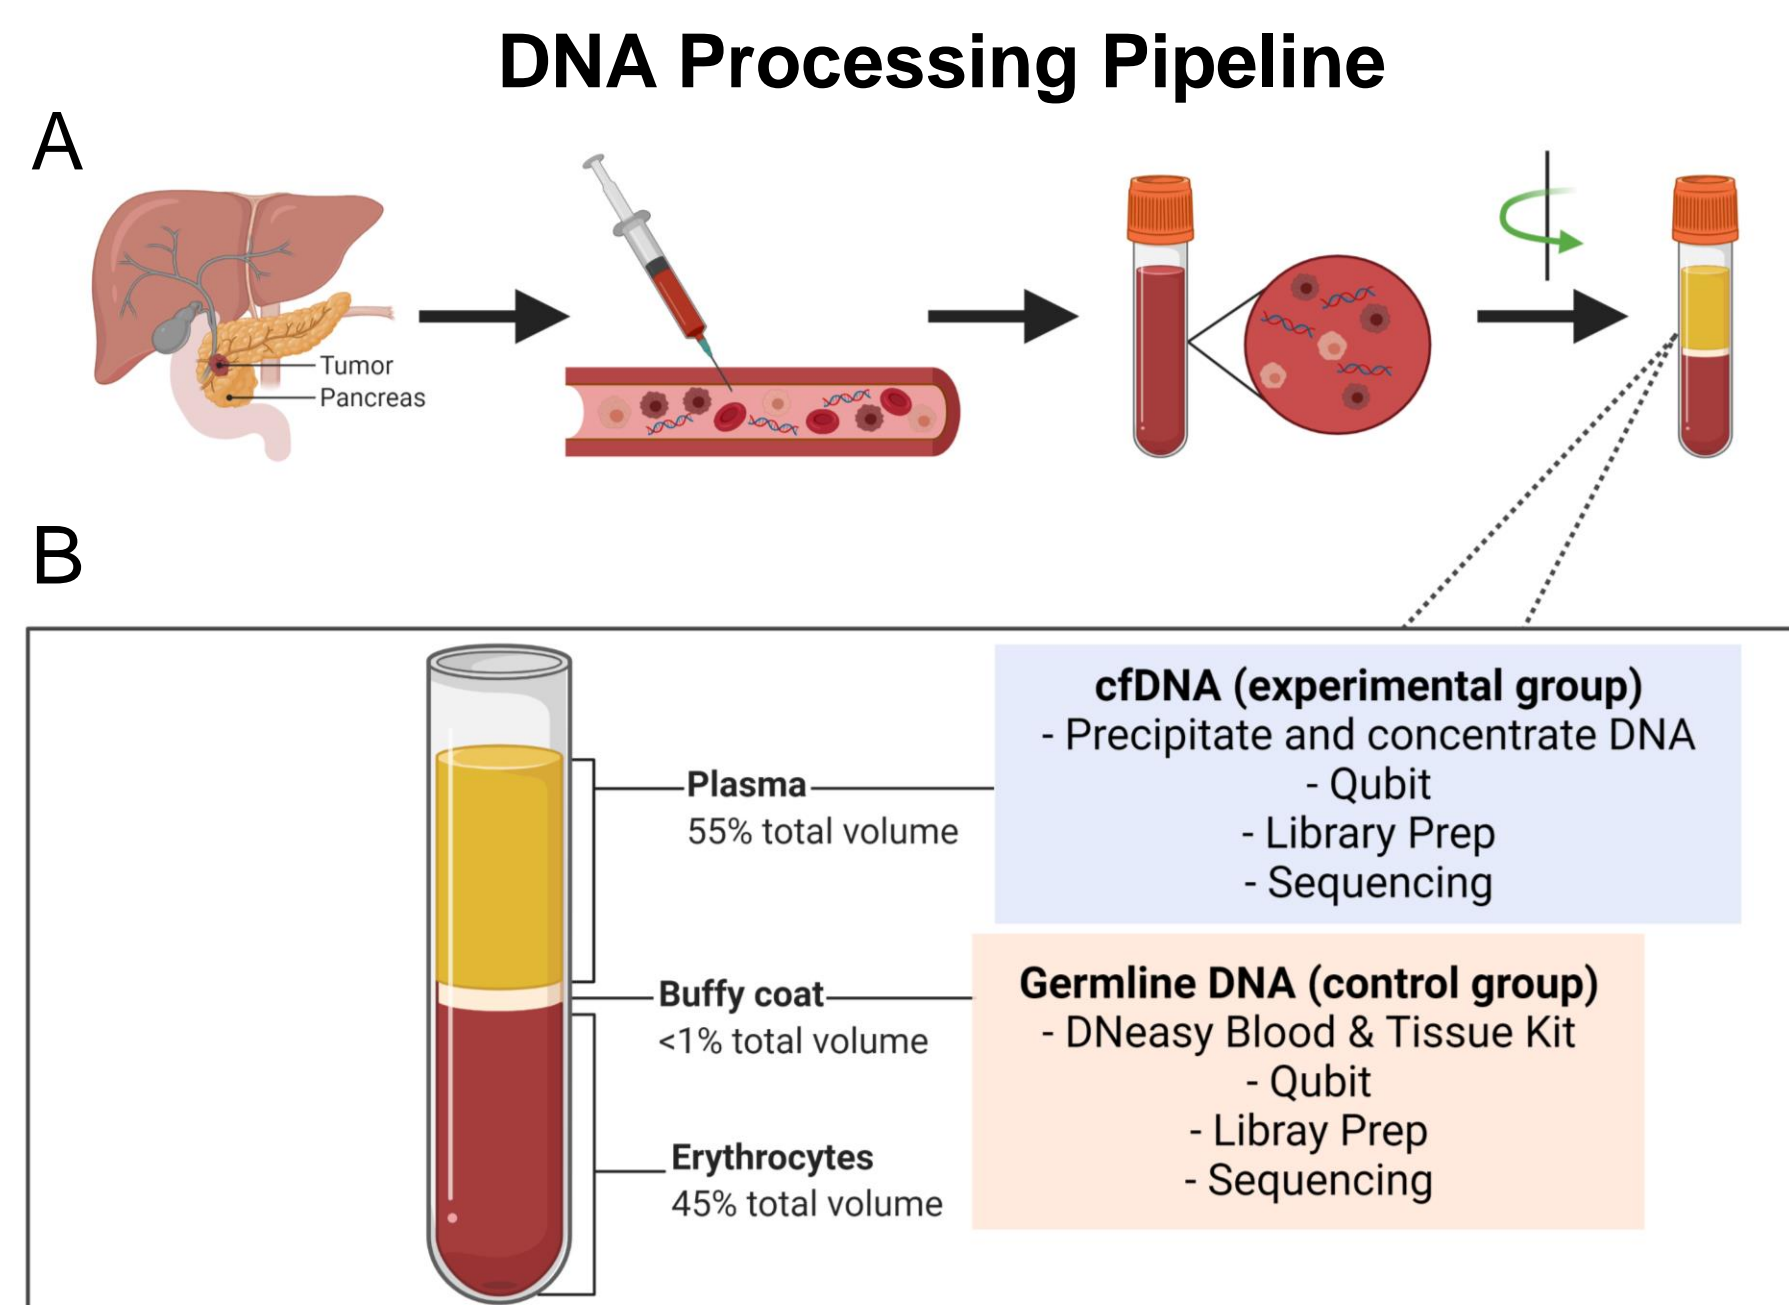 DNA Processing Pipeline
A
Tumor
Pancreas
B
Plasma
55% total volume
Buffy coat
<1% total volume
Erythrocytes
45% total volume
cfDNA (experimental group)
- Precipitate and concentrate DNA
- Qubit
- Library Prep
- Sequencing
Germline DNA (control group)
- DNeasy Blood & Tissue Kit
- Qubit
- Libray Prep
- Sequencing